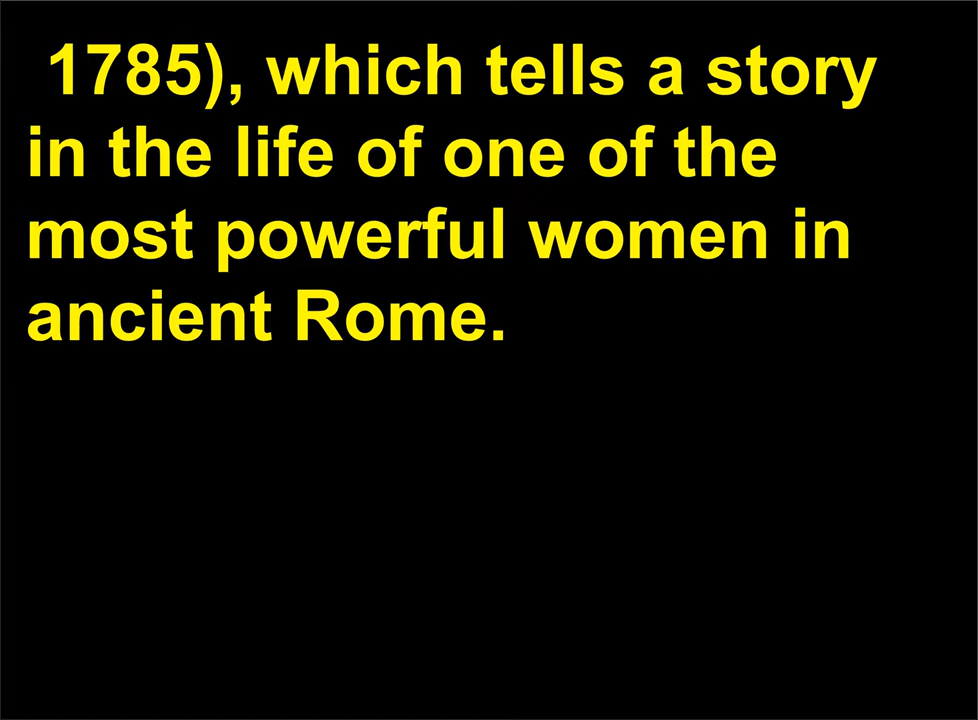 1785), which tells a story
in the life of one of the
most powerful women in
ancient Rome.